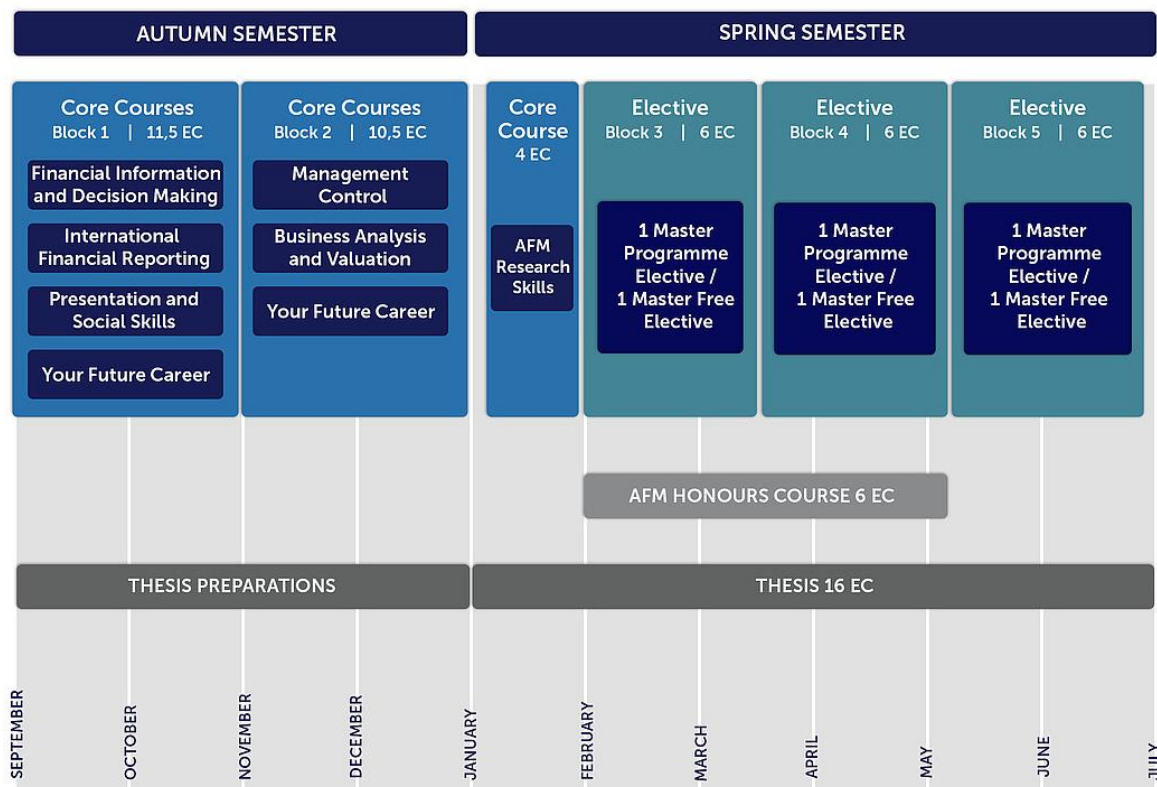 AUTUMN SEMESTER
SPRING SEMESTER
Core Courses
Block 1 | 11,5 EC
Financial Information
and Decision Making
International
Financial Reporting
Presentation and
Social Skills
Your Future Career
Core Courses
Block 2 | 10,5 EC
Management
Control
Business Analysis
and Valuation
Your Future Career
Core
Course
4 EC
AFM
Research
Skills
Elective
Block 3 | 6 EC
1 Master
Programme
Elective /
1 Master Free
Elective
Elective
Block 4 | 6 EC
1 Master
Programme
Elective /
1 Master Free
Elective
Elective
Block 5 | 6 EC
1 Master
Programme
Elective /
1 Master Free
Elective
AFM HONOURS COURSE 6 EC
THESIS PREPARATIONS
THESIS 16 EC
SEPTEMBER
OCTOBER
NOVEMBER
DECEMBER
JANUARY
FEBRUARY
MARCH
APRIL
MAY
JUNE
JULY